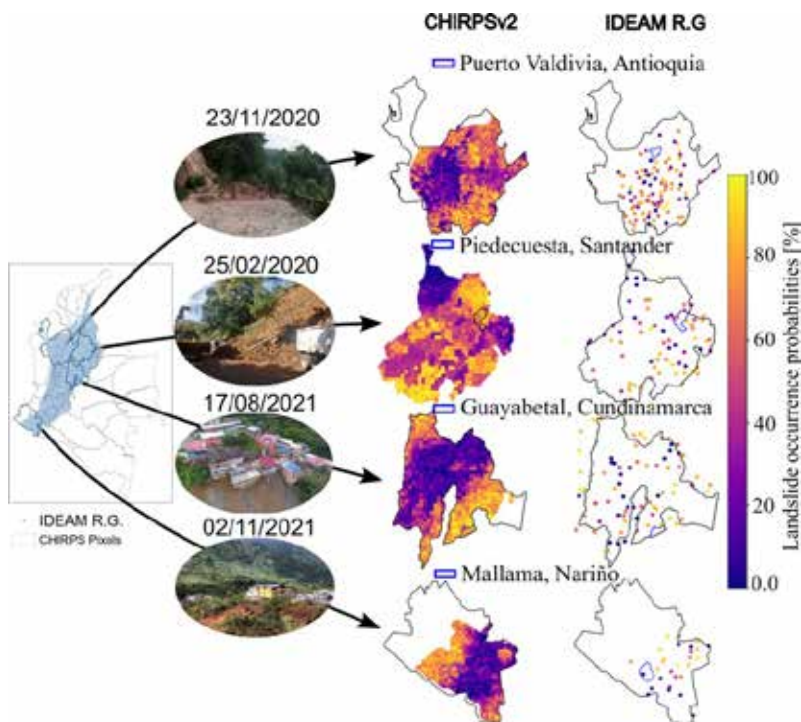 CHIRPSv2
IDEAM R.G
Puerto Valdivia, Antioquia
23/11/2020
Piedecuesta, Santander
25/02/2020
Guayabetal, Cundinamarca
17/08/2021
Mallama, Nariño
02/11/2021
IDEAM R.G.
CHIRPS Pixels
100
80
60
40
20
0.0
Landslide occurrence probabilities [%]